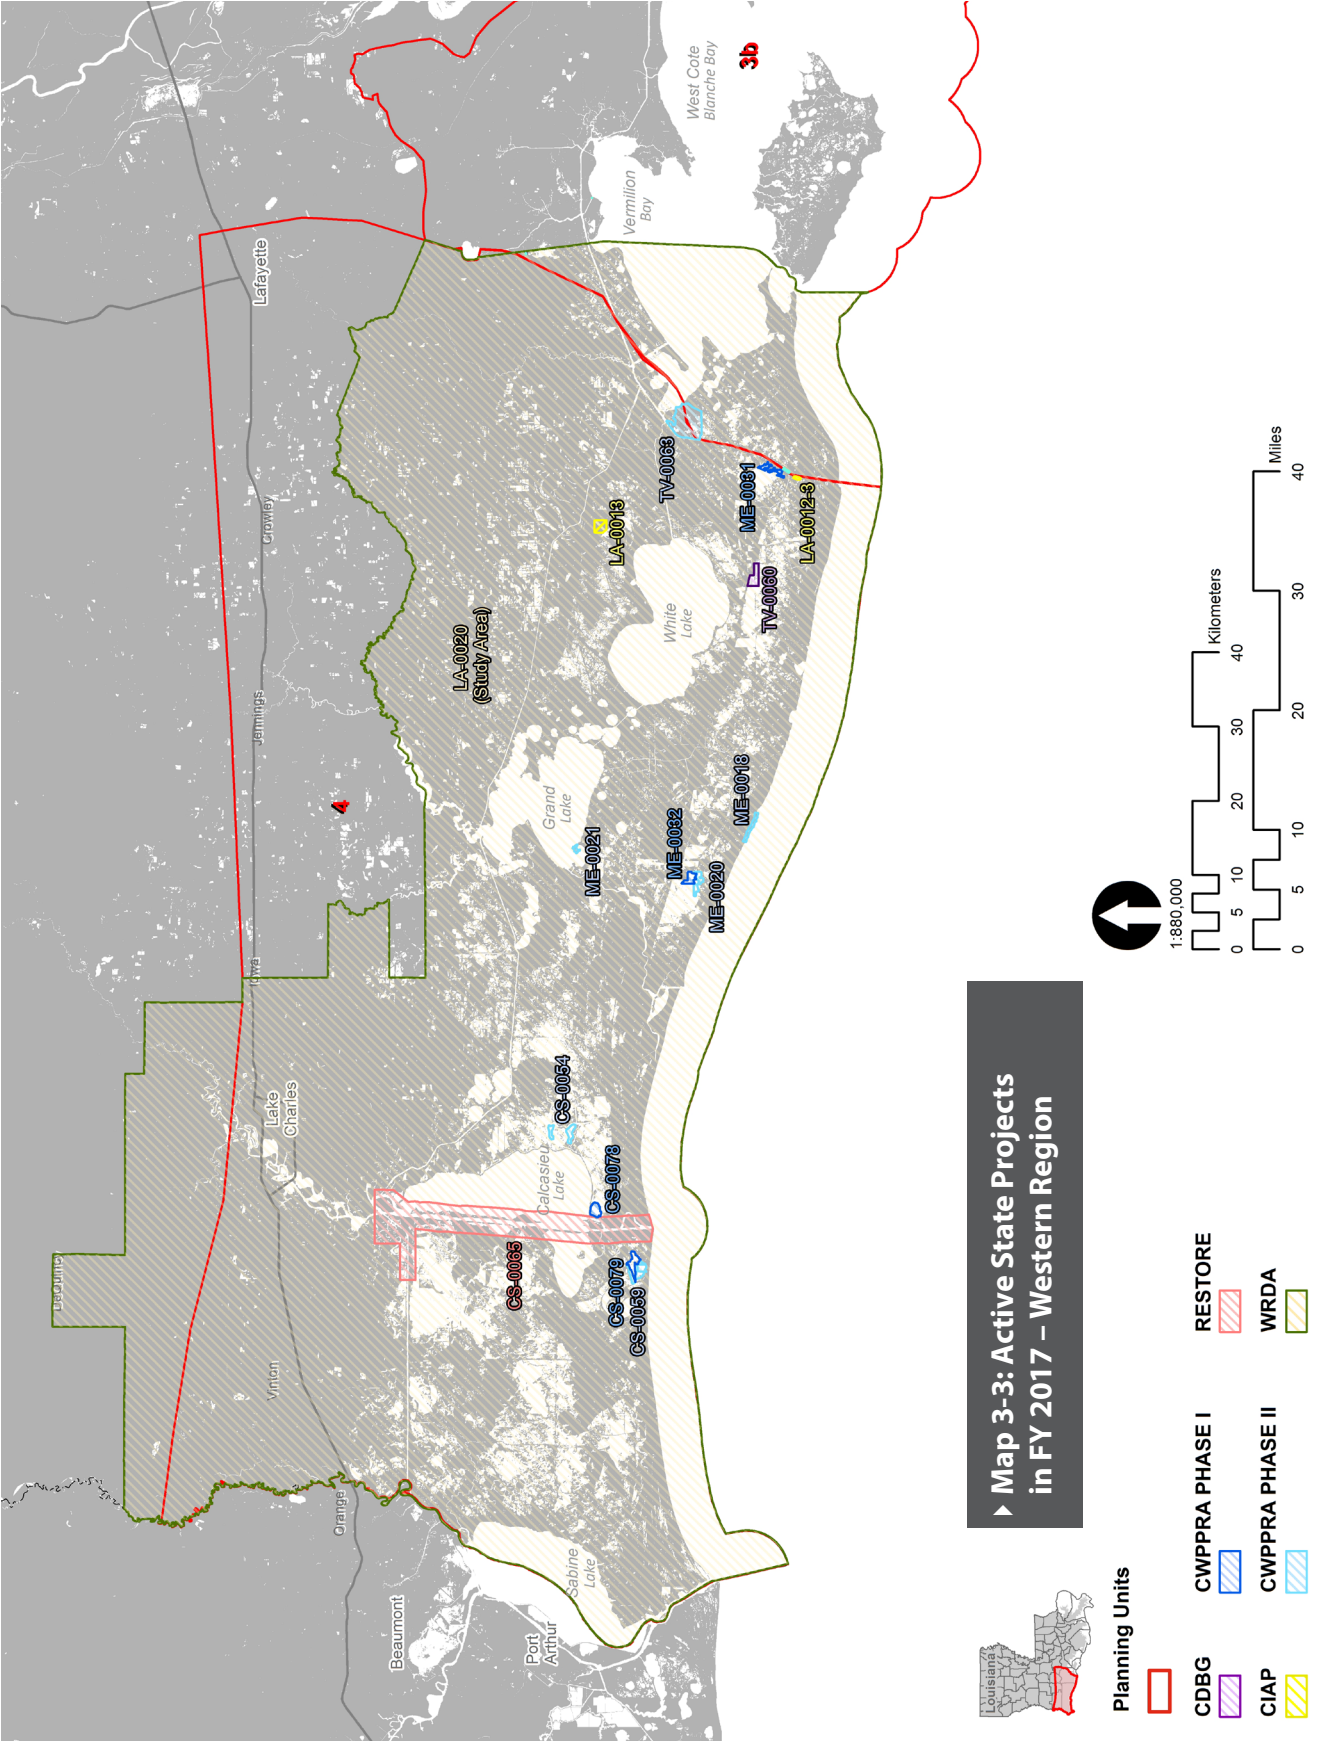 DeQuincy
Vinton
Orange
Beaumont
Port
Arthur
Sabine
Lake
Lake
Charles
Iowa
Jennings
Crowley
Lafayette
4
3b
LA-0020
(Study Area)
Calcasieu
Lake
Grand
Lake
White
Lake
Vermilion
Bay
West Cote
Blanche Bay
CS-0065
CS-0079
CS-0059
CS-0078
CS-0054
ME-0021
ME-0032
ME-0020
ME-0018
LA-0013
TV-0063
ME-0031
LA-0012-3
TV-0060
Map 3-3: Active State Projects
in FY 2017 – Western Region
Louisiana
Planning Units
CDBG
CIAP
CWPPRA PHASE I
CWPPRA PHASE II
RESTORE
WRDA
1:880,000
Kilometers
0 5 10 20 30 40
Miles
0 5 10 20 30 40